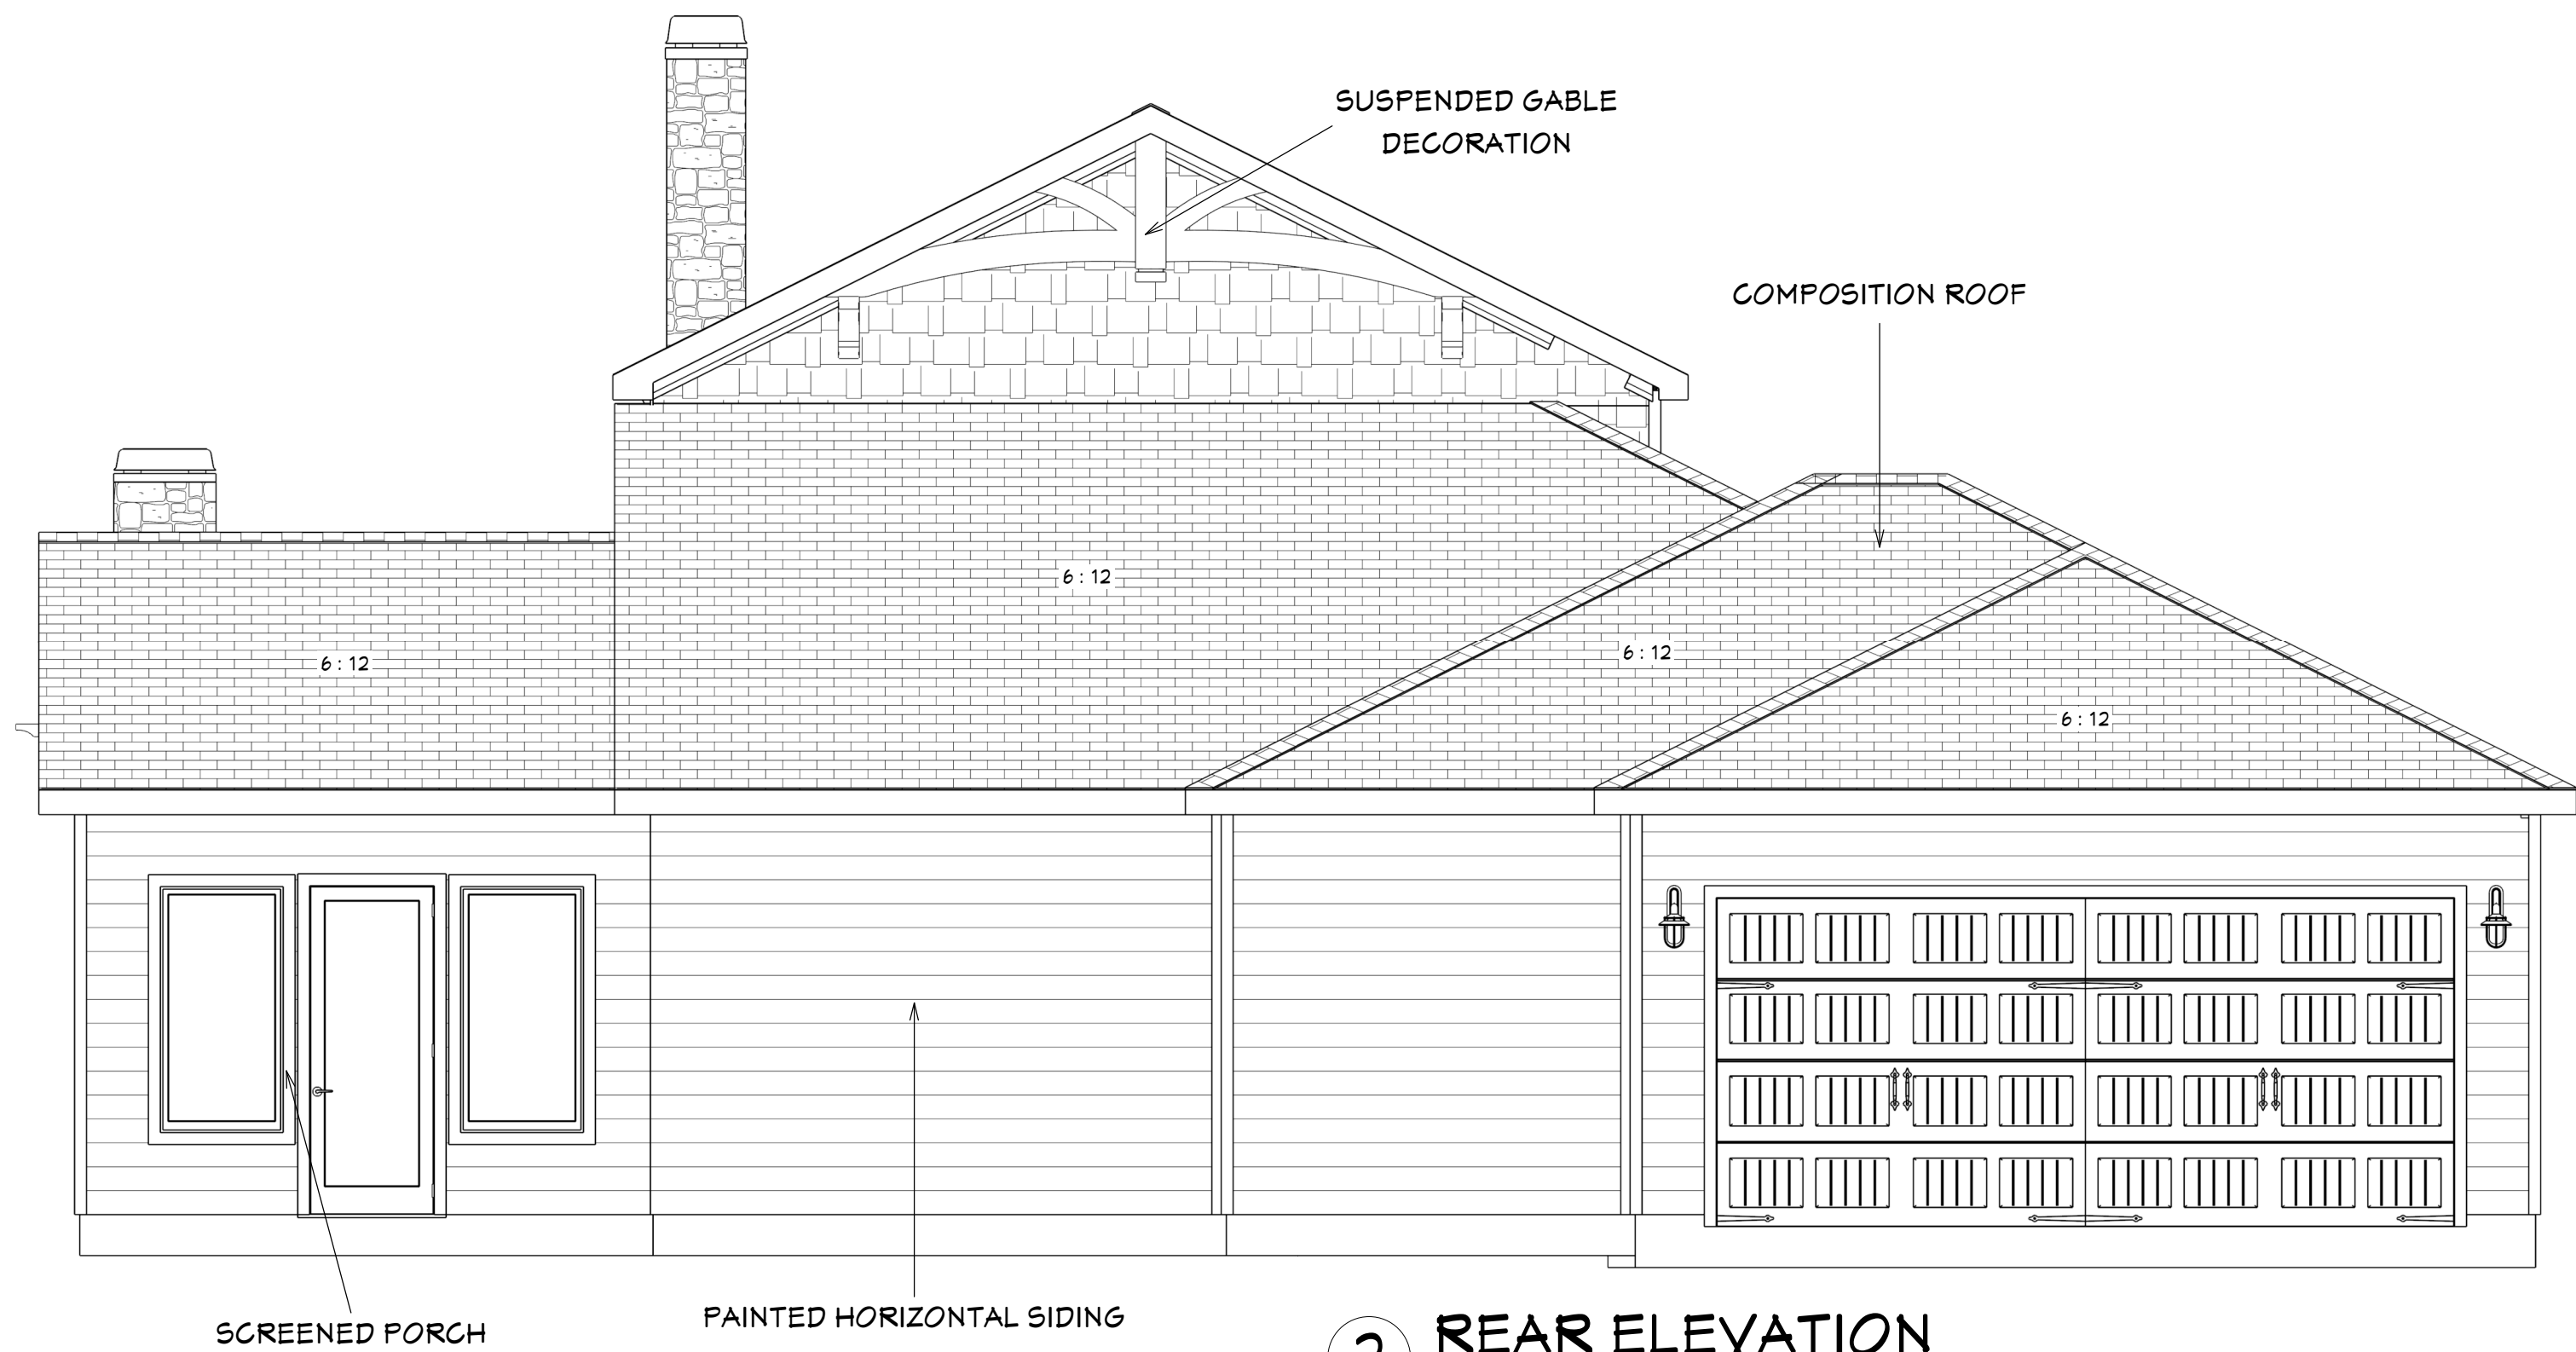 SUSPENDED GABLE
DECORATION
COMPOSITION ROOF
6 : 12
6 : 12
6 : 12
6 : 12
SCREENED PORCH
PAINTED HORIZONTAL SIDING
REAR ELEVATION